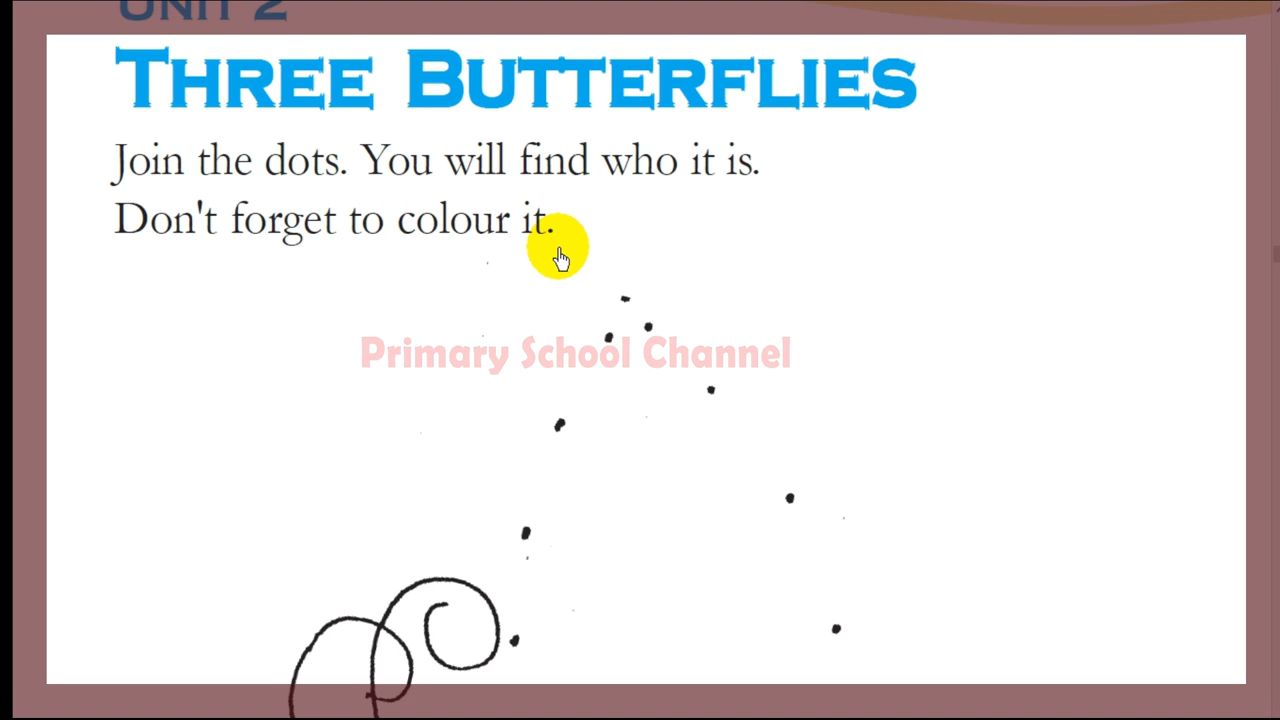 UNIT 2
THREE BUTTERFLIES
Join the dots. You will find who it is.
Don't forget to colour it.
Primary School Channel